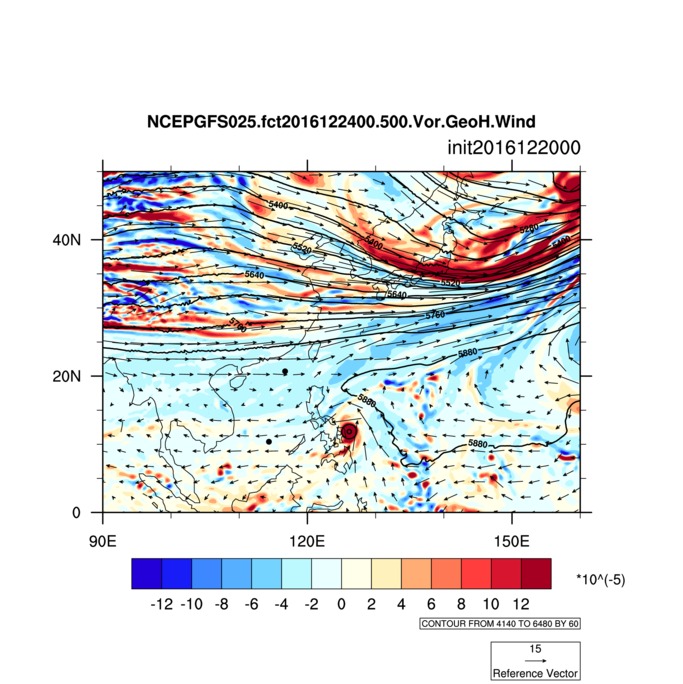 NCEPGFS025.fct2016122400.500.Vor.GeoH.Wind
init2016122000
5400
5280
5400
5400
5520
5640
5520
5640
5760
5760
5880
5880
5880
40N
20N
0
90E
120E
150E
-12 -10 -8 -6 -4 -2 0 2 4 6 8 10 12
*10^(-5)
CONTOUR FROM 4140 TO 6480 BY 60
15
Reference Vector